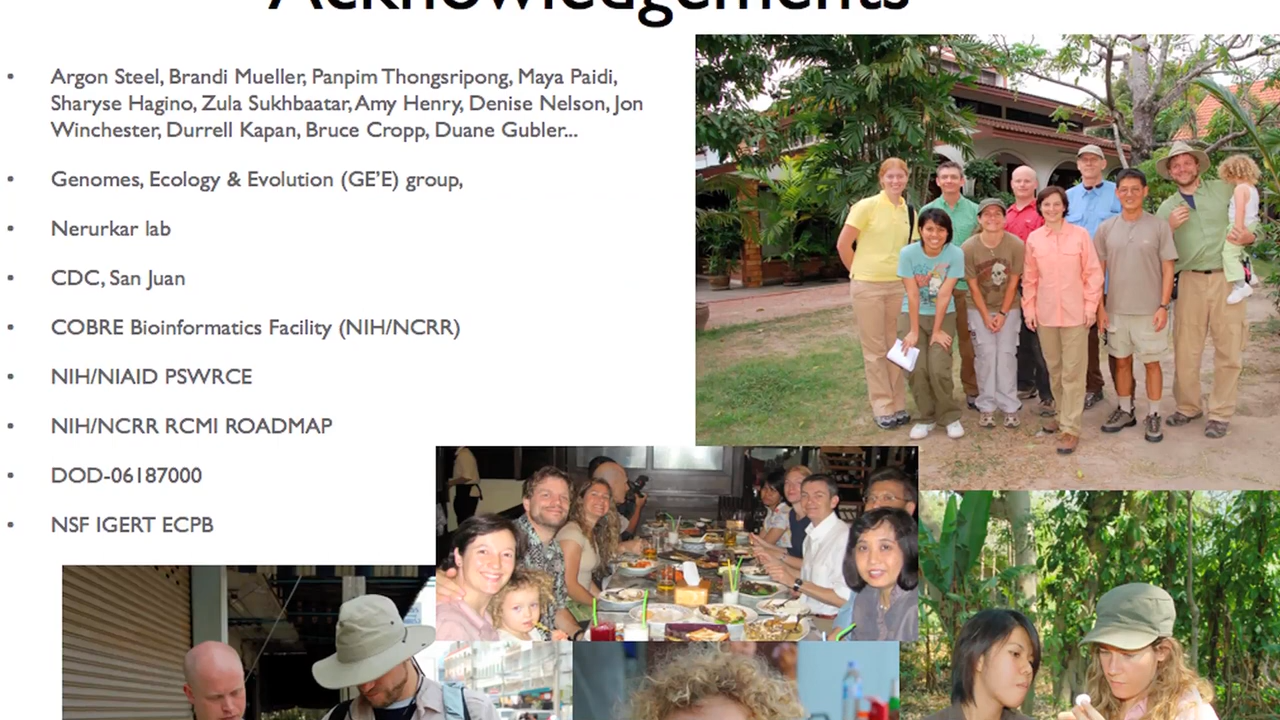 Acknowledgements
• Argon Steel, Brandi Mueller, Panpim Thongsripong, Maya Paidi,
Sharyse Hagino, Zula Sukhbaatar, Amy Henry, Denise Nelson, Jon
Winchester, Durrell Kapan, Bruce Cropp, Duane Gubler...
• Genomes, Ecology & Evolution (GE'E) group,
• Nerurkar lab
• CDC, San Juan
• COBRE Bioinformatics Facility (NIH/NCRR)
• NIH/NIAID PSWRCE
• NIH/NCRR RCMI ROADMAP
• DOD-06187000
• NSF IGERT ECPB